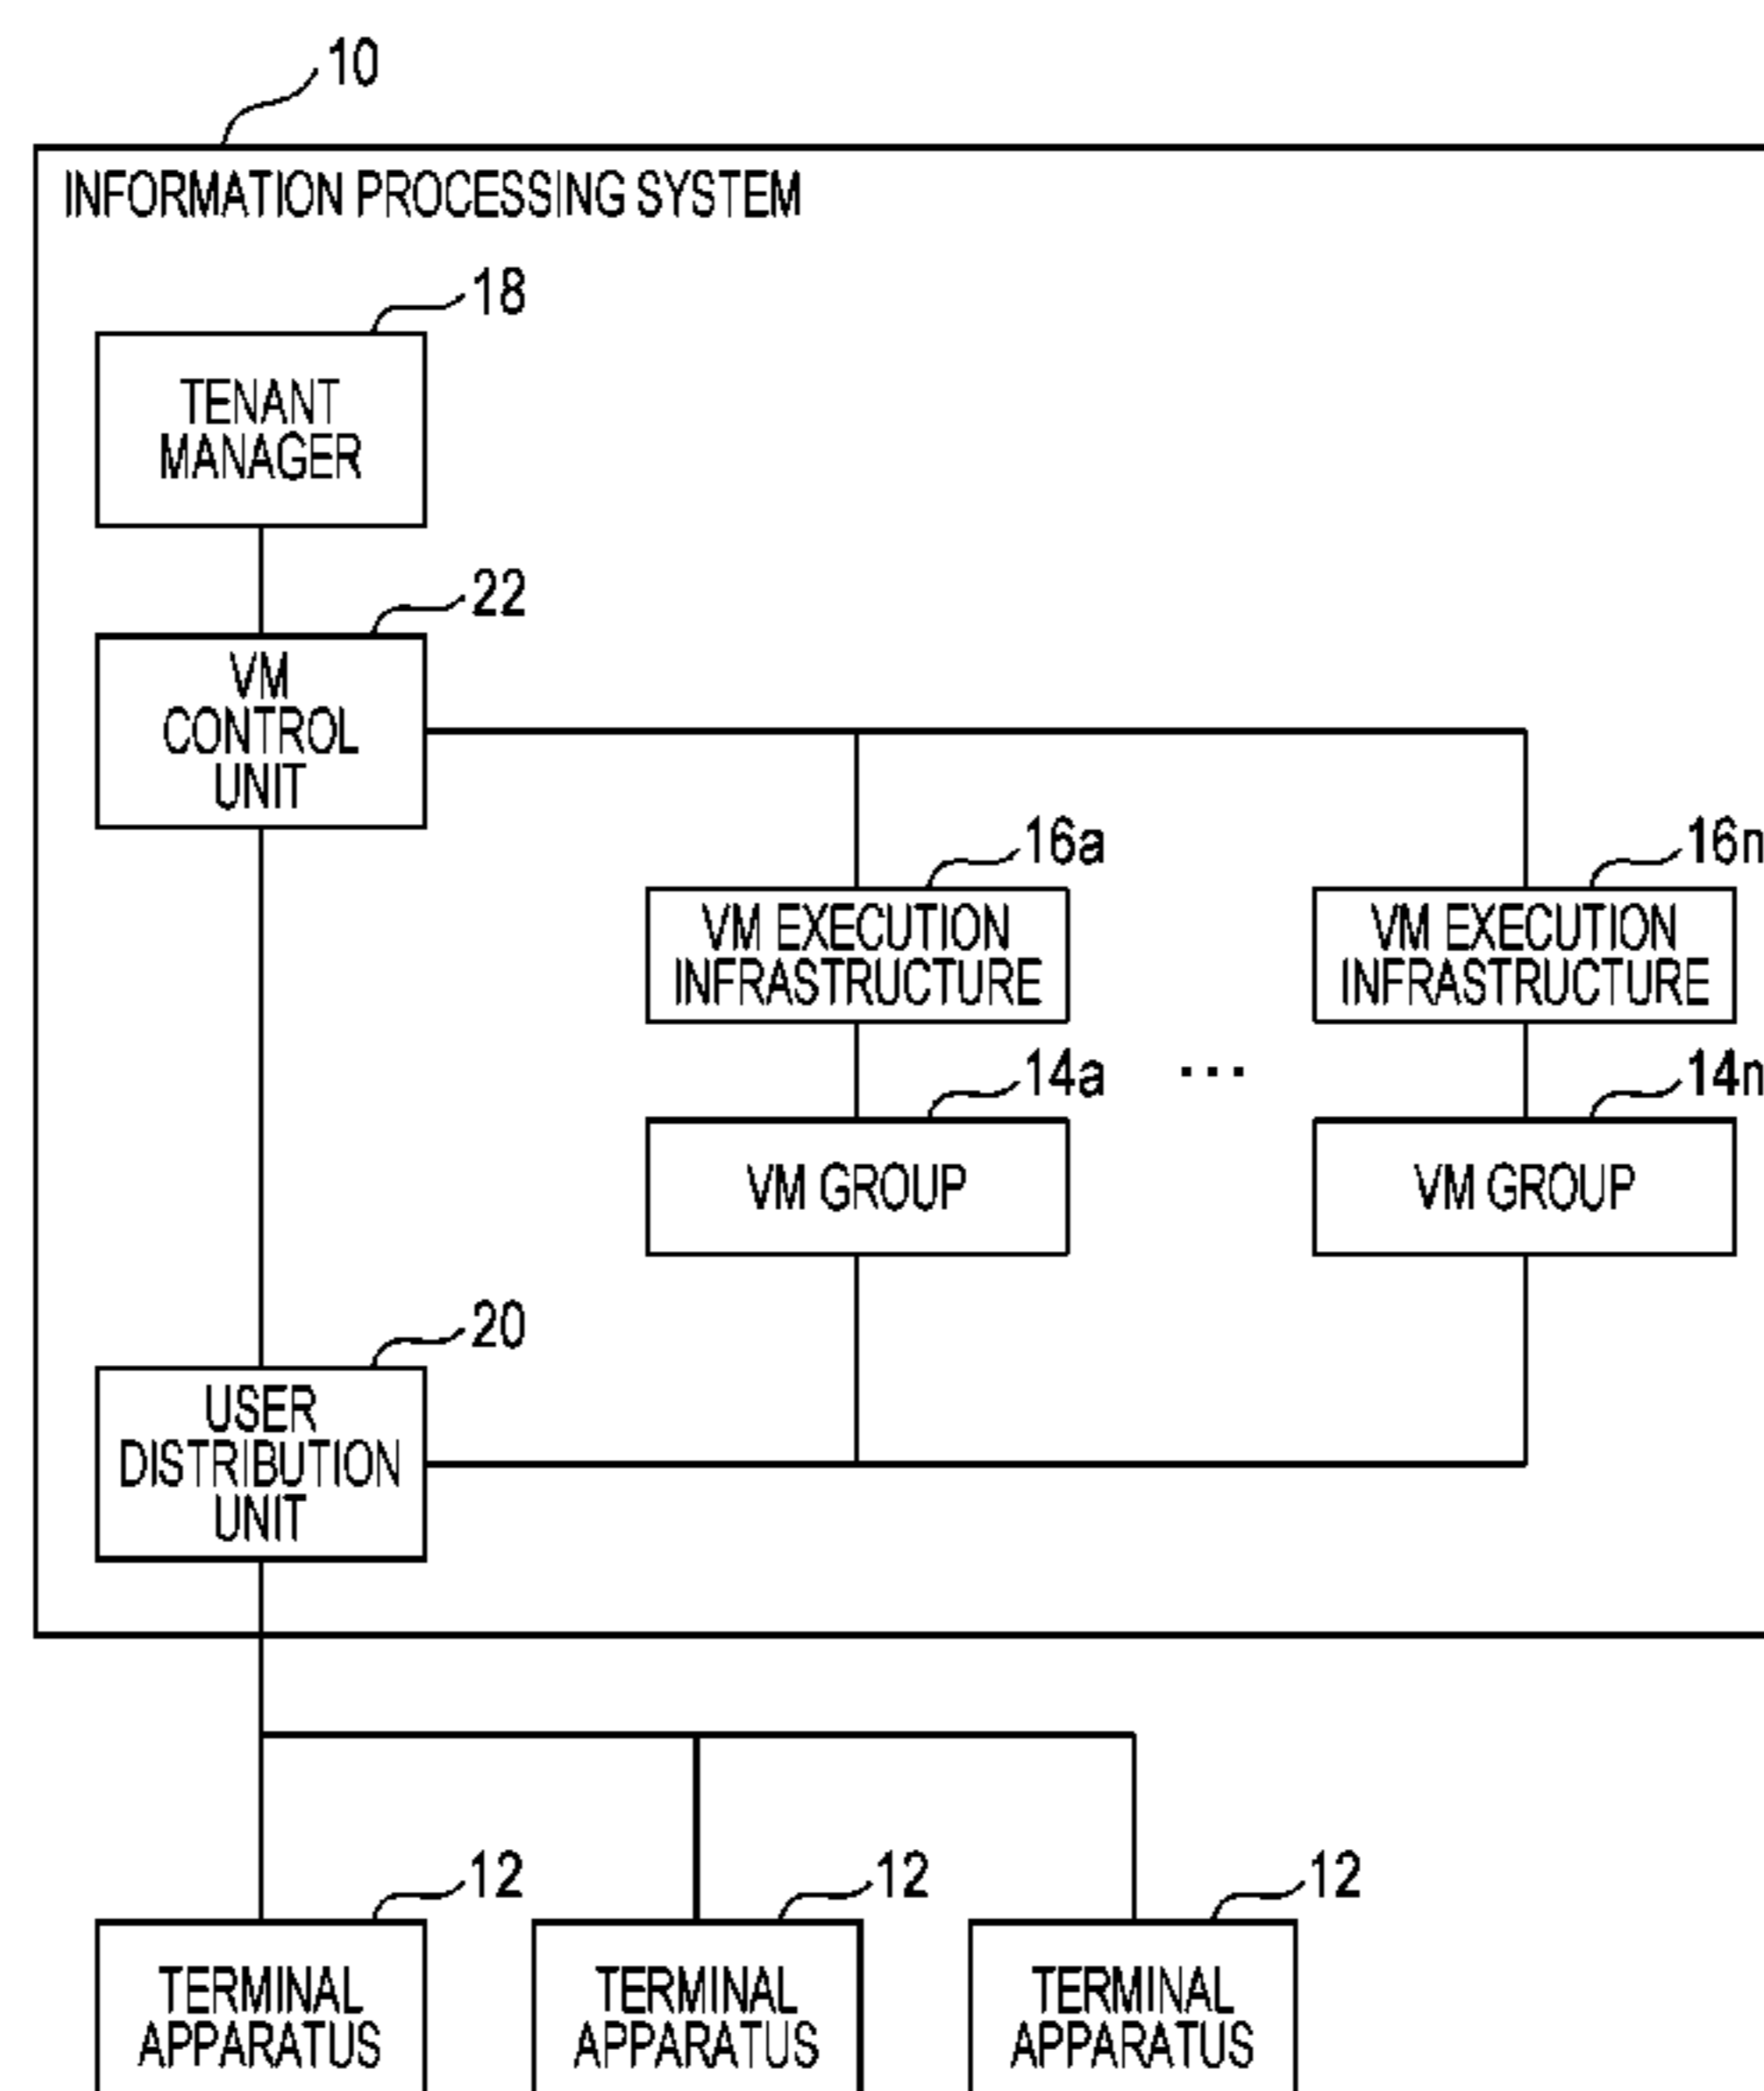 10
INFORMATION PROCESSING SYSTEM
18
TENANT
MANAGER
22
VM
CONTROL
UNIT
16a
VM EXECUTION
INFRASTRUCTURE
16n
VM EXECUTION
INFRASTRUCTURE
14a
VM GROUP
...
14n
VM GROUP
20
USER
DISTRIBUTION
UNIT
12
TERMINAL
APPARATUS
12
TERMINAL
APPARATUS
12
TERMINAL
APPARATUS